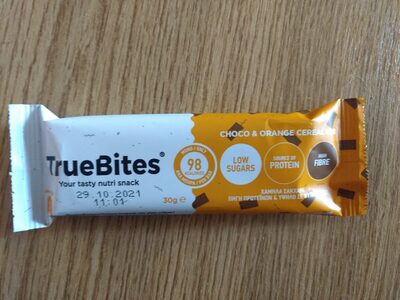 TrueBites®
Your tasty nutri snack
29.10.2021
11:01
30g
98
CHOCO & ORANGE CEREAL
LOW
SUGARS
SOURCE OF
PROTEIN
HIGH
FIBRE